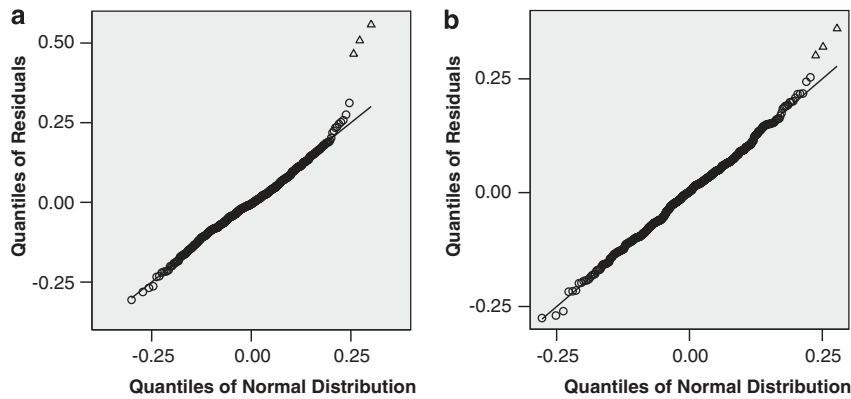 a
0.50
0.25
0.00
-0.25
Quantiles of Residuals
-0.25 0.00 0.25
Quantiles of Normal Distribution
b
0.25
0.00
-0.25
Quantiles of Residuals
-0.25 0.00 0.25
Quantiles of Normal Distribution